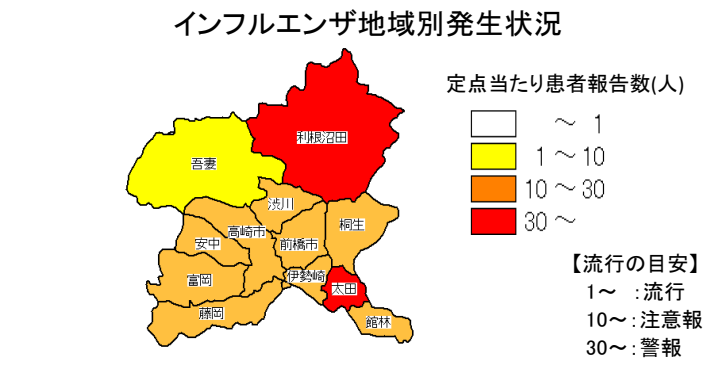 インフルエンザ地域別発生状況
定点当たり患者報告数(人)
～ 1
1 ～ 10
10 ～ 30
30 ～
利根沼田
吾妻
渋川
桐生
高崎市
安中
前橋市
伊勢崎
富岡
太田
藤岡
館林
【流行の目安】
1～ ：流行
10～：注意報
30～：警報